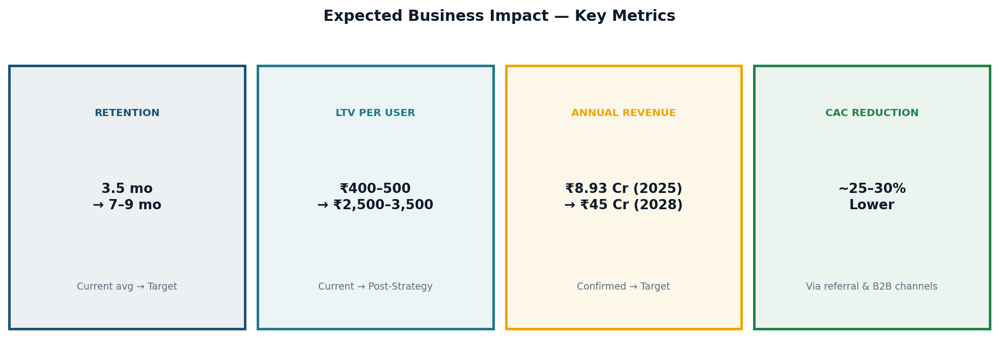 Expected Business Impact — Key Metrics
RETENTION
3.5 mo
→ 7–9 mo
Current avg → Target
LTV PER USER
₹400–500
→ ₹2,500–3,500
Current → Post-Strategy
ANNUAL REVENUE
₹8.93 Cr (2025)
→ ₹45 Cr (2028)
Confirmed → Target
CAC REDUCTION
~25–30%
Lower
Via referral & B2B channels